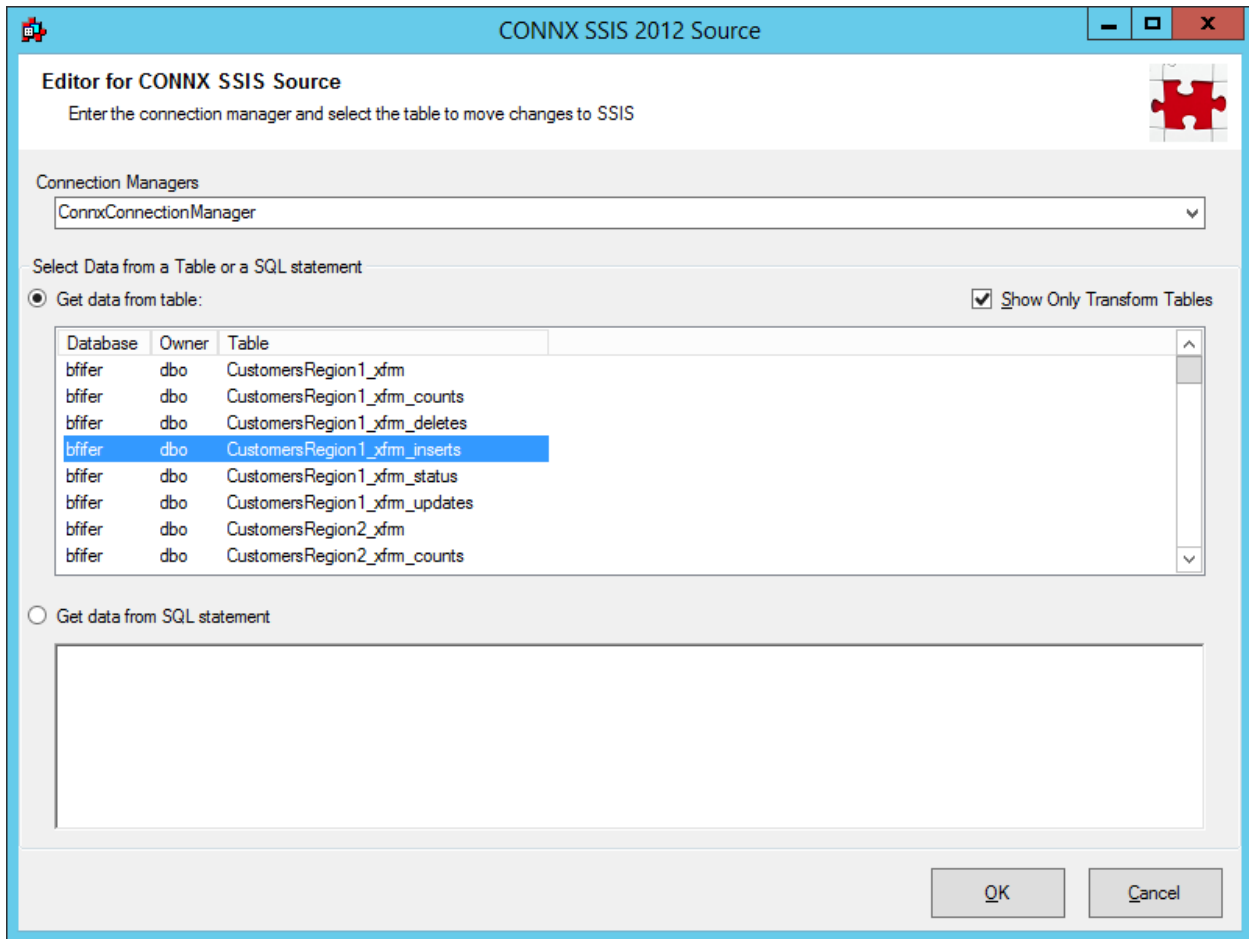 CONNX SSIS 2012 Source
Editor for CONNX SSIS Source
Enter the connection manager and select the table to move changes to SSIS
Connection Managers
ConnxConnectionManager
Select Data from a Table or a SQL statement
Get data from table: Show Only Transform Tables
Database Owner Table
bfifer dbo CustomersRegion1_xfrm
bfifer dbo CustomersRegion1_xfrm_counts
bfifer dbo CustomersRegion1_xfrm_deletes
bfifer dbo CustomersRegion1_xfrm_inserts
bfifer dbo CustomersRegion1_xfrm_status
bfifer dbo CustomersRegion1_xfrm_updates
bfifer dbo CustomersRegion2_xfrm
bfifer dbo CustomersRegion2_xfrm_counts
Get data from SQL statement
OK Cancel